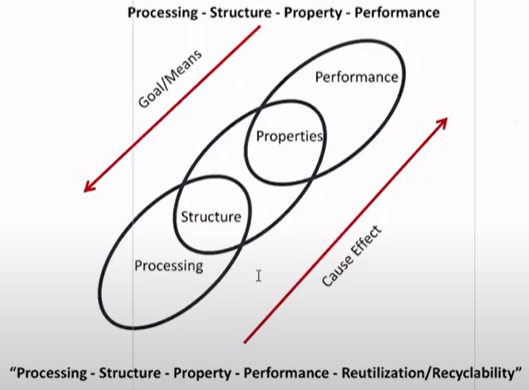 Processing - Structure - Property - Performance
Goal/Means
Performance
Properties
Structure
Processing
Cause Effect
“Processing - Structure - Property - Performance - Reutilization/Recyclability”